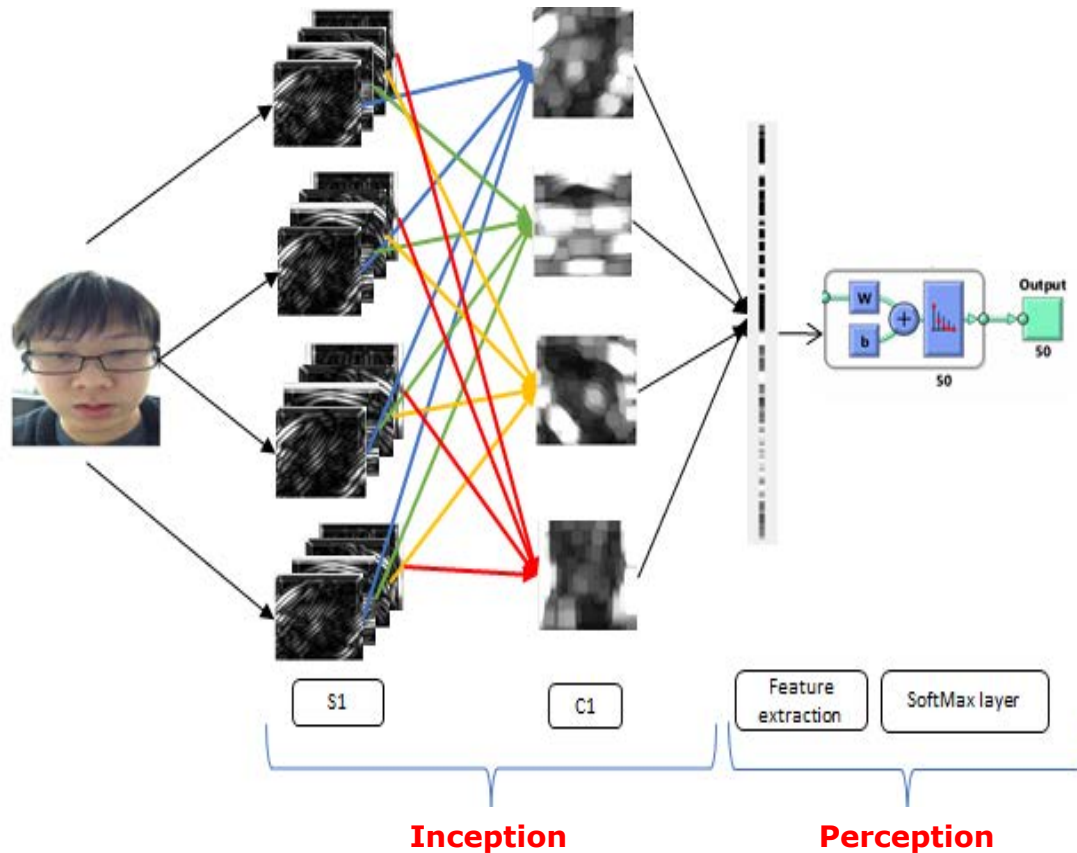 Output
W
b
50
50
S1
C1
Feature
extraction
SoftMax layer
Inception
Perception